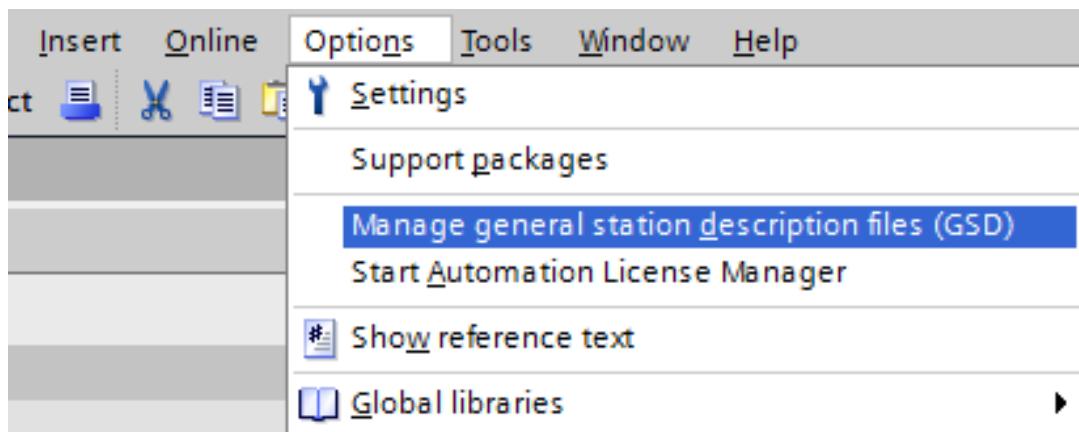 Insert Online Options Tools Window Help
ct
Settings
Support packages
Manage general station description files (GSD)
Start Automation License Manager
Show reference text
Global libraries